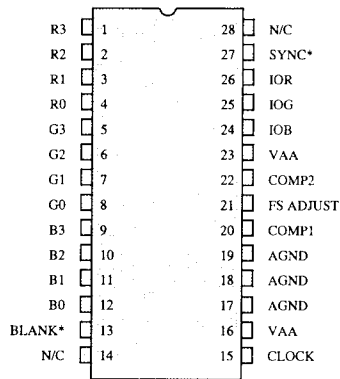 R3 1 28 N/C
R2 2 27 SYNC*
R1 3 26 IOR
R0 4 25 IOG
G3 5 24 IOB
G2 6 23 VAA
G1 7 22 COMP2
G0 8 21 FS ADJUST
B3 9 20 COMP1
B2 10 19 AGND
B1 11 18 AGND
B0 12 17 AGND
BLANK* 13 16 VAA
N/C 14 15 CLOCK